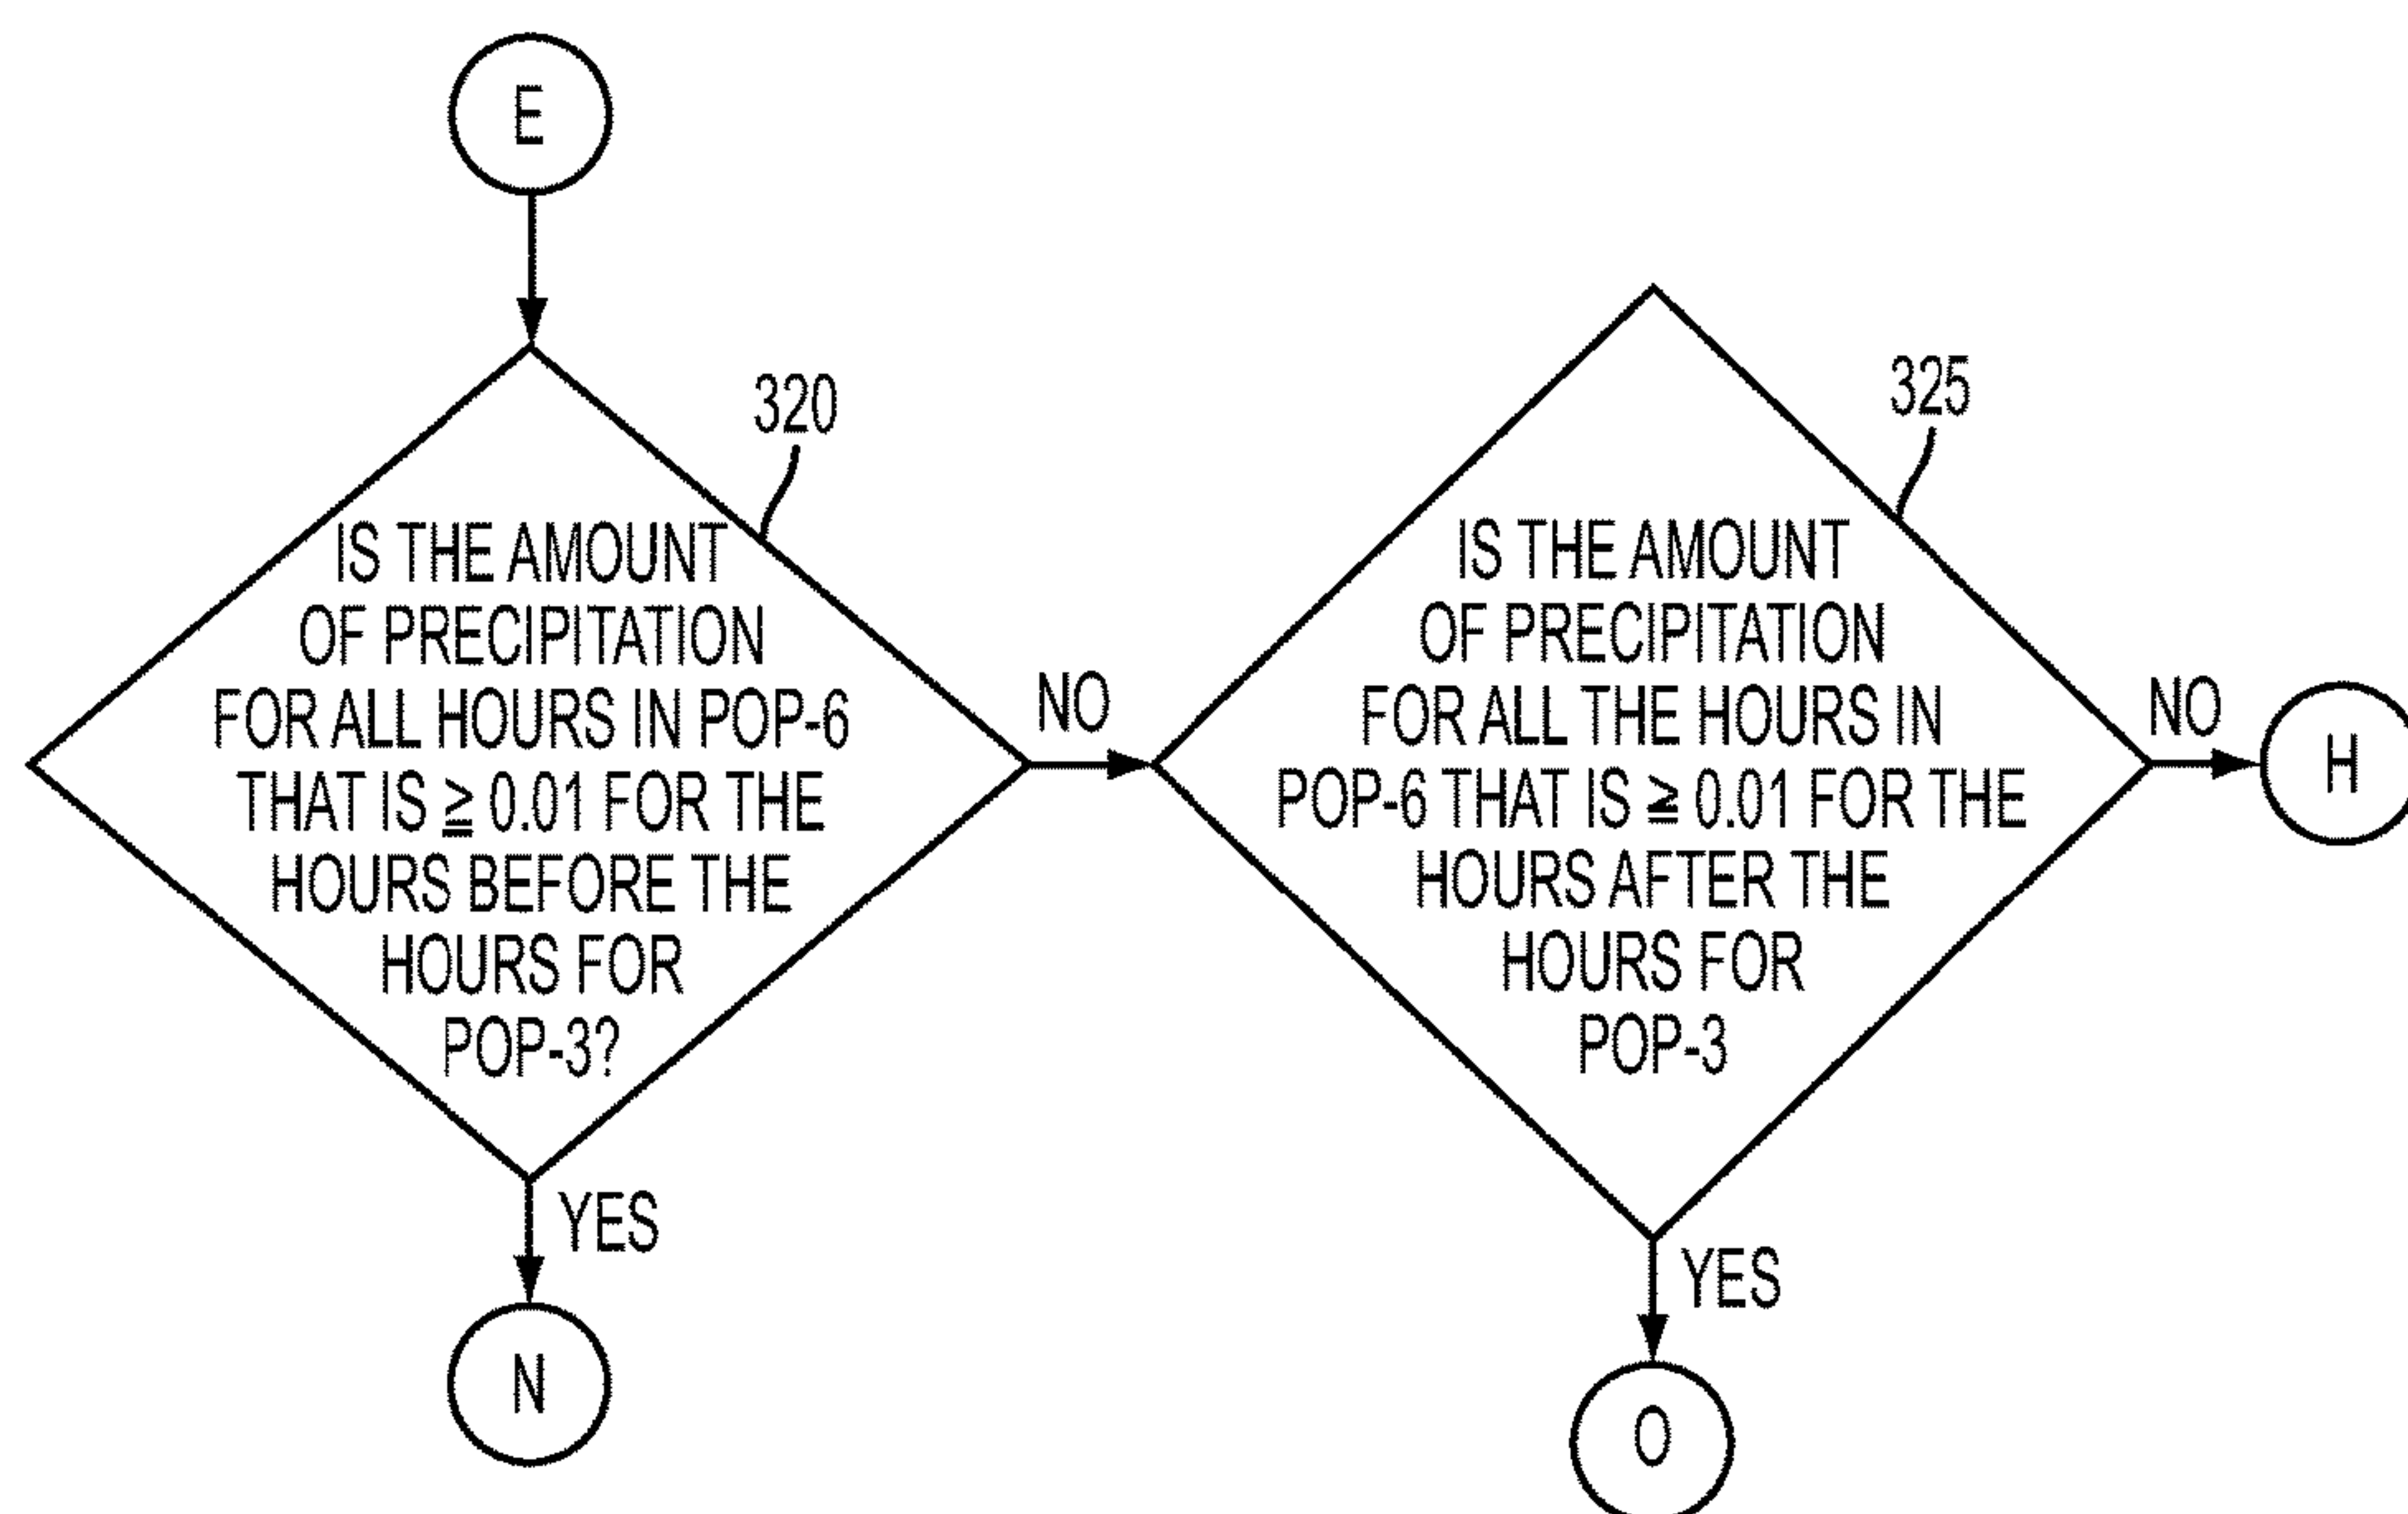 E
320
IS THE AMOUNT
OF PRECIPITATION
FOR ALL HOURS IN POP-6
THAT IS ≧ 0.01 FOR THE
HOURS BEFORE THE
HOURS FOR
POP-3?
NO
YES
N
325
IS THE AMOUNT
OF PRECIPITATION
FOR ALL THE HOURS IN
POP-6 THAT IS ≧ 0.01 FOR THE
HOURS AFTER THE
HOURS FOR
POP-3
NO
H
YES
O